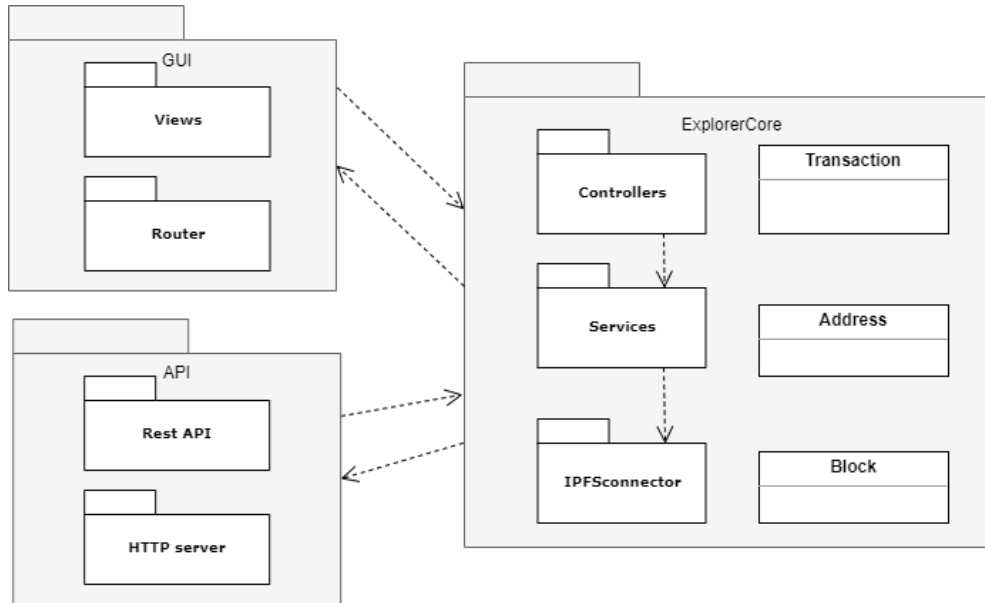 GUI
Views
Router
API
Rest API
HTTP server
ExplorerCore
Controllers
Transaction
Services
Address
IPFSconnector
Block